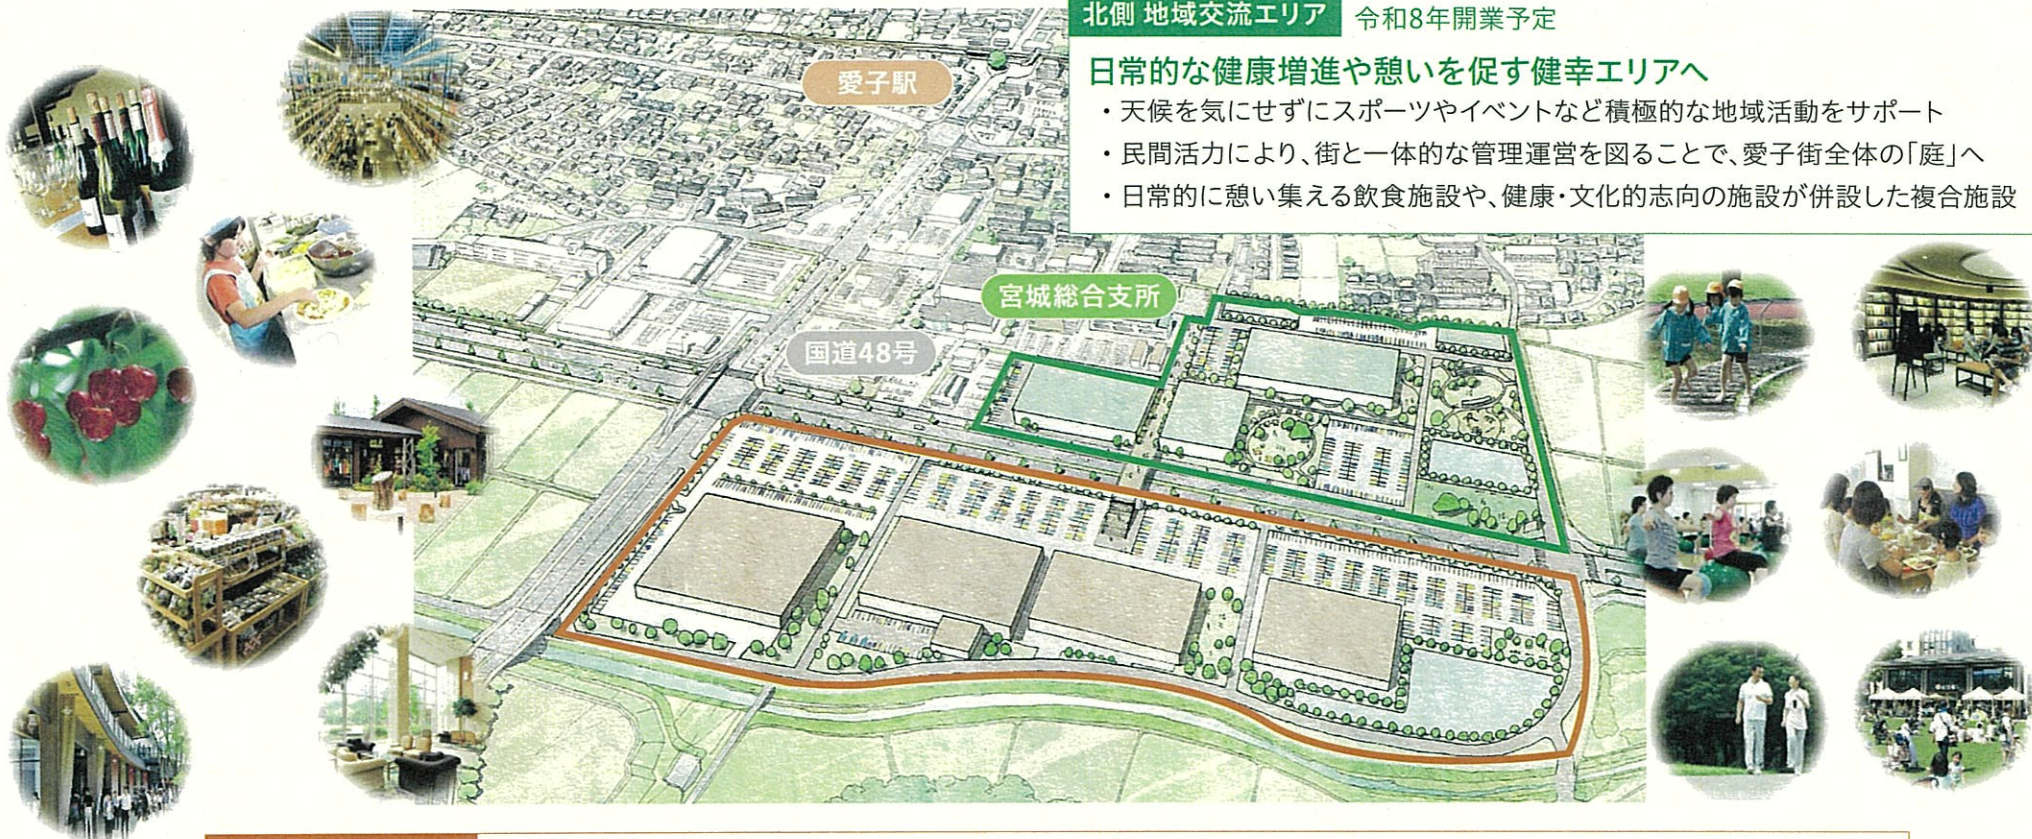 北側 地域交流エリア 令和8年開業予定
日常的な健康増進や憩いを促す健幸エリアへ
・天候を気にせずにスポーツやイベントなど積極的な地域活動をサポート
・民間活力により、街と一体的な管理運営を図ることで、愛子街全体の「庭」へ
・日常的に憩い集える飲食施設や、健康・文化的志向の施設が併設した複合施設
愛子駅
宮城総合支所
国道48号